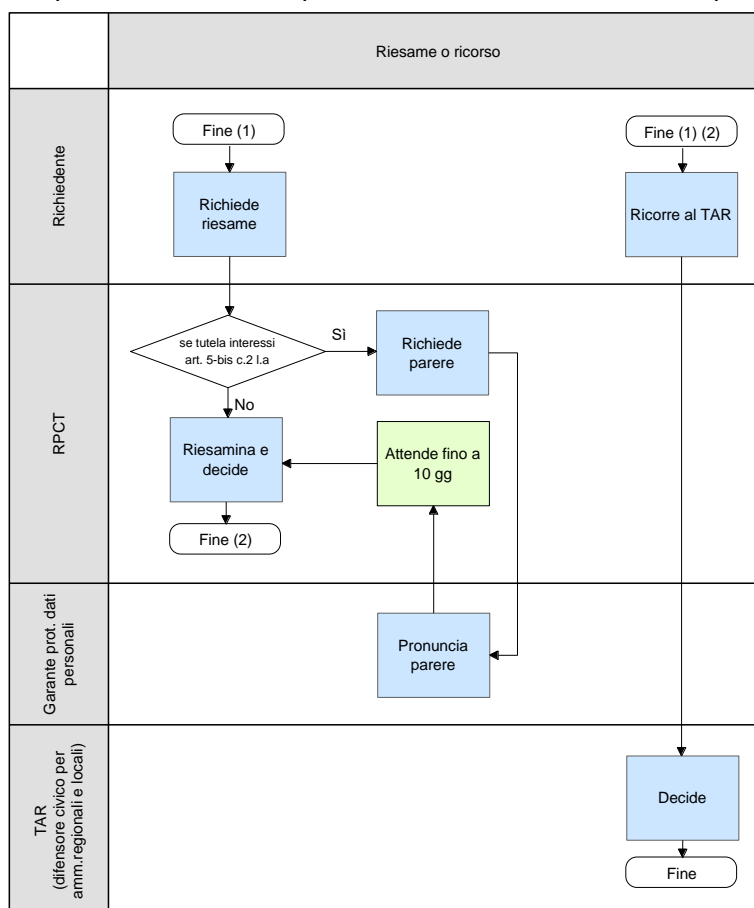 Riesame o ricorso
Richiedente
Fine (1)
Fine (1) (2)
Richiede
riesame
Ricorre al TAR
RPCT
se tutela interessi
art. 5-bis c.2 l.a
Sì
Richiede
parere
No
Riesamina e
decide
Attende fino a
10 gg
Fine (2)
Garante prot. dati
personali
Pronuncia
parere
TAR
(difensore civico per
amm.regionali e locali)
Decide
Fine